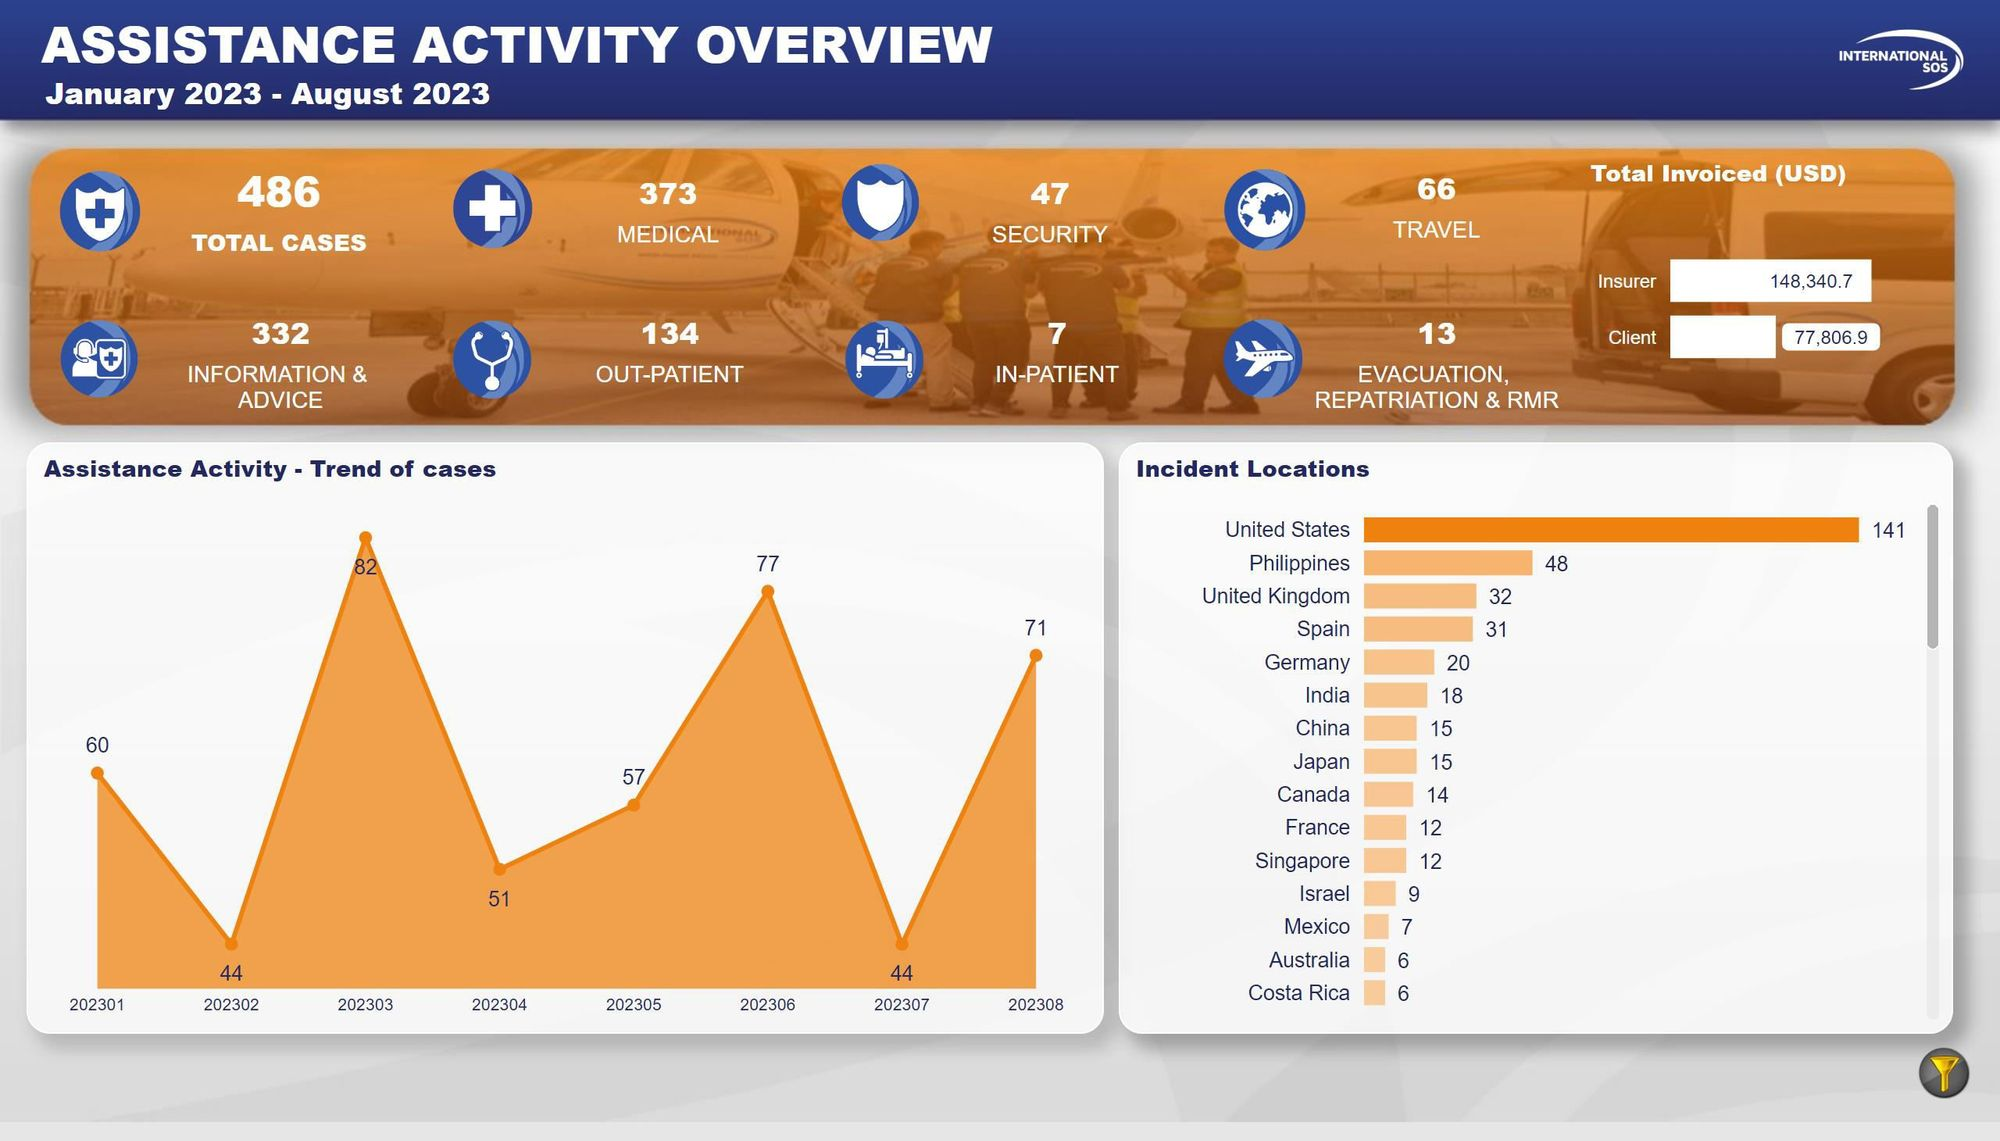 ASSISTANCE ACTIVITY OVERVIEW
January 2023 - August 2023
INTERNATIONAL
SOS
486
TOTAL CASES
373
MEDICAL
47
SECURITY
66
TRAVEL
332
INFORMATION &
ADVICE
134
OUT-PATIENT
7
IN-PATIENT
13
EVACUATION,
REPATRIATION & RMR
Total Invoiced (USD)
Insurer 148,340.7
Client 77,806.9
Assistance Activity - Trend of cases
60
44
82
51
57
77
44
71
202301 202302 202303 202304 202305 202306 202307 202308
Incident Locations
United States 141
Philippines 48
United Kingdom 32
Spain 31
Germany 20
India 18
China 15
Japan 15
Canada 14
France 12
Singapore 12
Israel 9
Mexico 7
Australia 6
Costa Rica 6